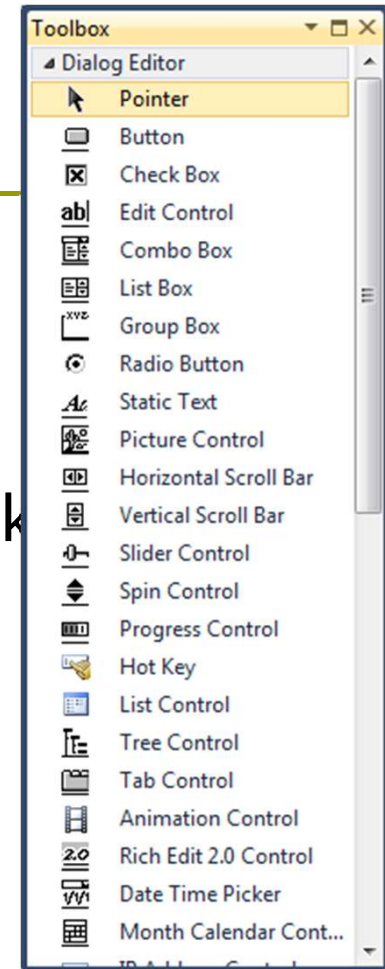 Toolbox
Dialog Editor
Pointer
Button
Check Box
Edit Control
Combo Box
List Box
Group Box
Radio Button
Static Text
Picture Control
Horizontal Scroll Bar
Vertical Scroll Bar
Slider Control
Spin Control
Progress Control
Hot Key
List Control
Tree Control
Tab Control
Animation Control
Rich Edit 2.0 Control
Date Time Picker
Month Calendar Cont...